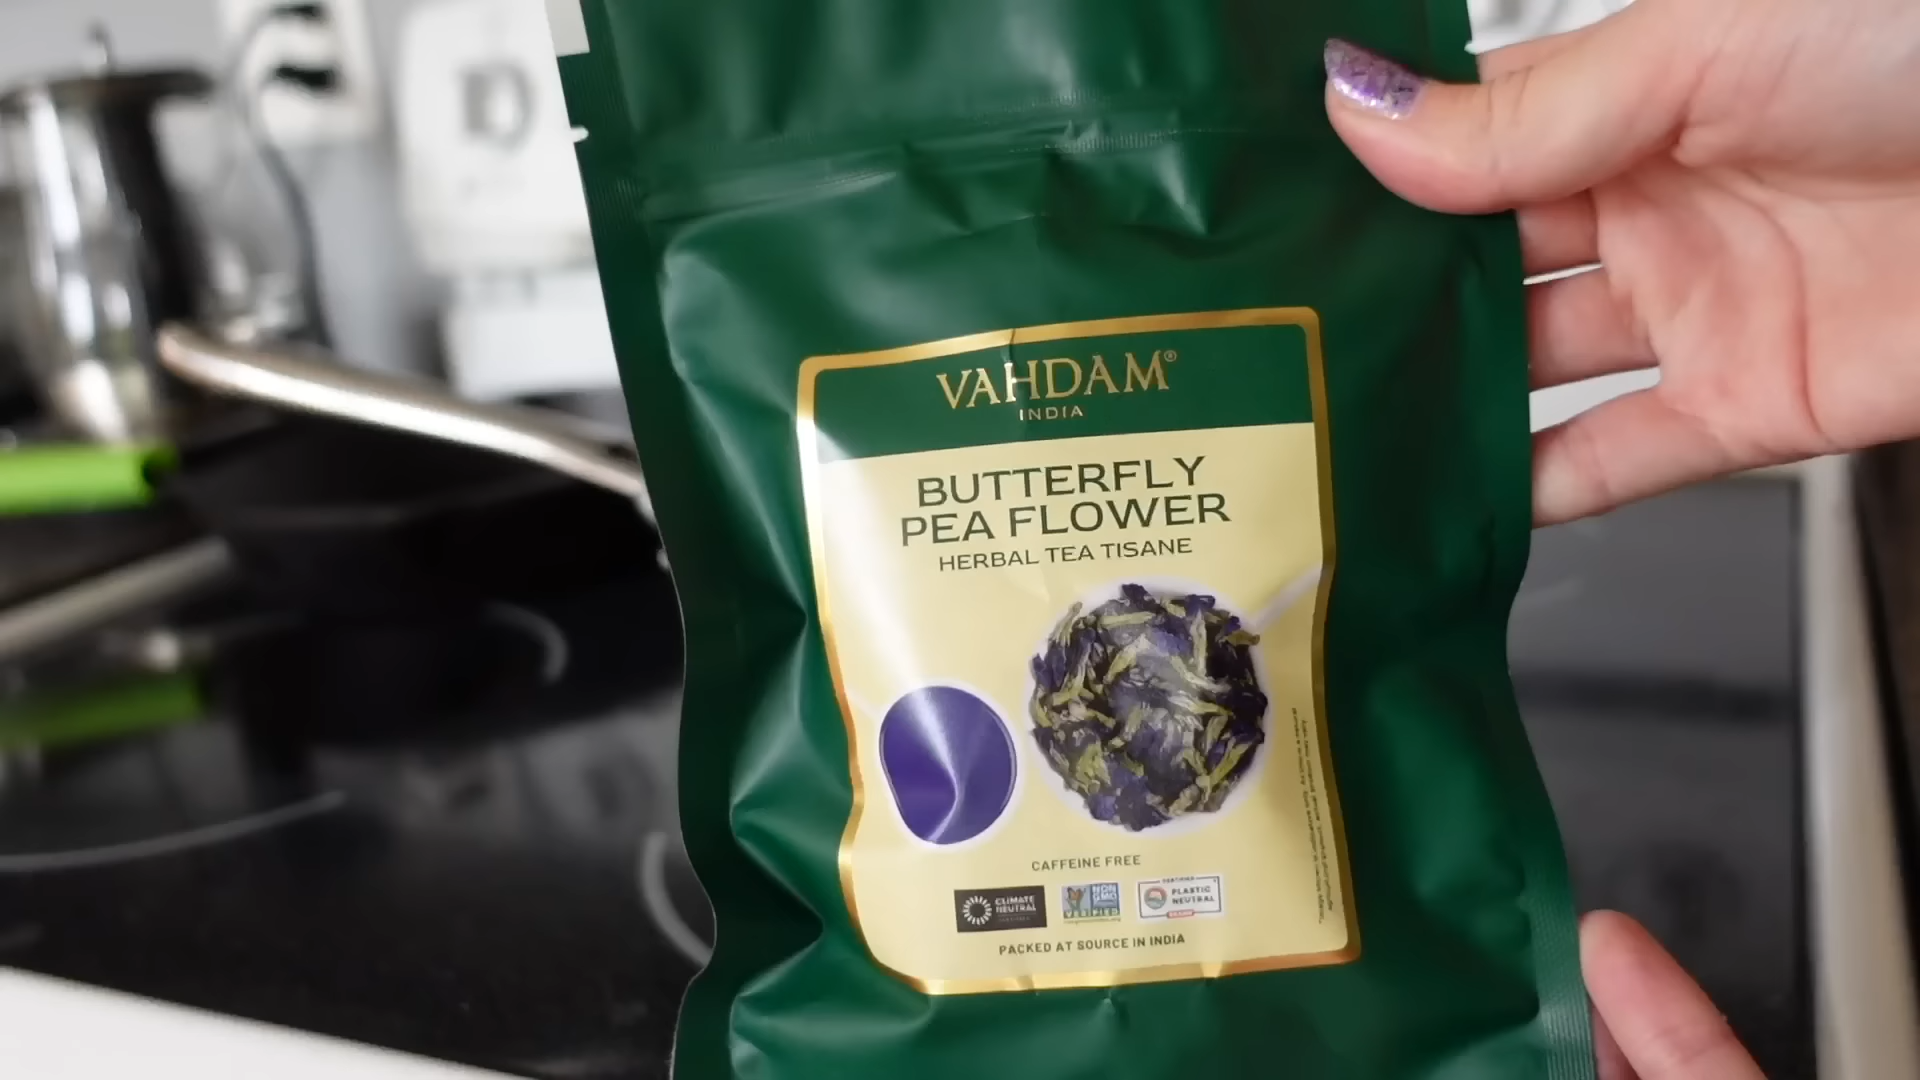 VAHDAM®
INDIA
BUTTERFLY
PEA FLOWER
HERBAL TEA TISANE
CAFFEINE FREE
CLIMATE
NEUTRAL
NON
GMO
VERIFIED
PLASTIC
NEUTRAL
PACKED AT SOURCE IN INDIA